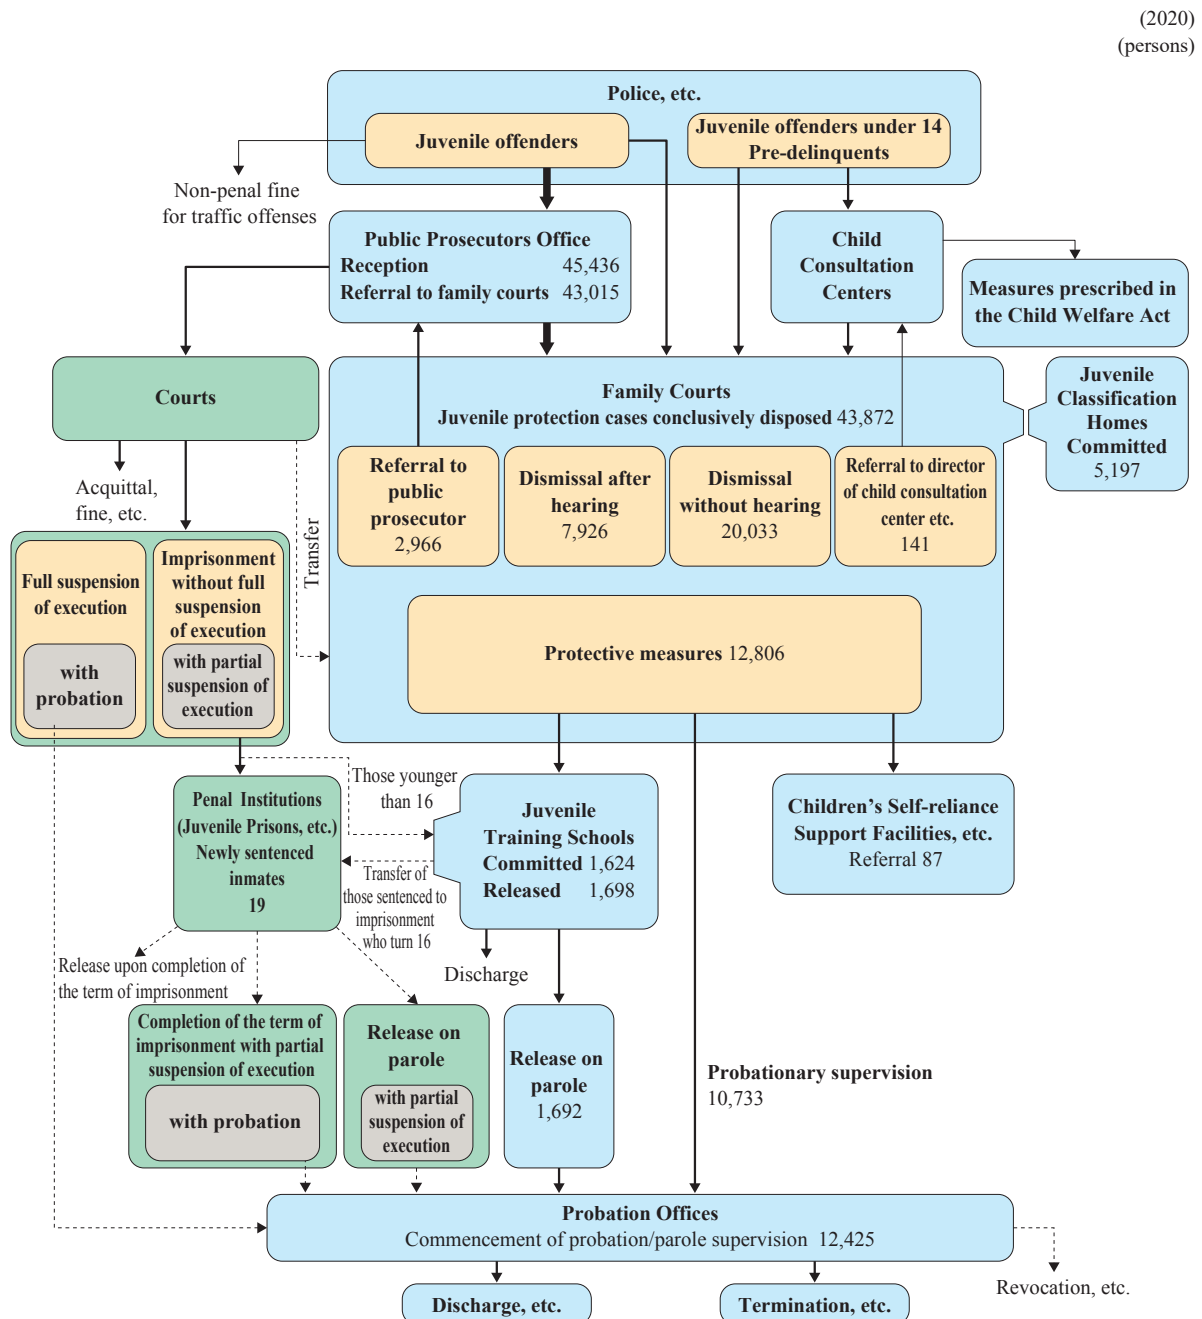 (2020)
(persons)
Police, etc.
Juvenile offenders
Juvenile offenders under 14
Pre-delinquents
Non-penal fine
for traffic offenses
Public Prosecutors Office
Reception 45,436
Referral to family courts 43,015
Child
Consultation
Centers
Measures prescribed in
the Child Welfare Act
Courts
Family Courts
Juvenile protection cases conclusively disposed 43,872
Juvenile
Classification
Homes
Committed
5,197
Referral to
public
prosecutor
2,966
Dismissal after
hearing
7,926
Dismissal
without hearing
20,033
Referral to director
of child consultation
center etc.
141
Acquittal,
fine, etc.
Transfer
Full suspension
of execution
with
probation
Imprisonment
without full
suspension
of execution
with partial
suspension of
execution
Protective measures 12,806
Those younger
than 16
Penal Institutions
(Juvenile Prisons, etc.)
Newly sentenced
inmates
19
Juvenile
Training Schools
Committed 1,624
Released 1,698
Children's Self-reliance
Support Facilities, etc.
Referral 87
Transfer of
those sentenced to
imprisonment
who turn 16
Release upon completion of
the term of imprisonment
Discharge
Completion of the term of
imprisonment with partial
suspension of execution
with probation
Release on
parole
with partial
suspension of
execution
Release on
parole
1,692
Probationary supervision
10,733
Probation Offices
Commencement of probation/parole supervision 12,425
Revocation, etc.
Discharge, etc.
Termination, etc.